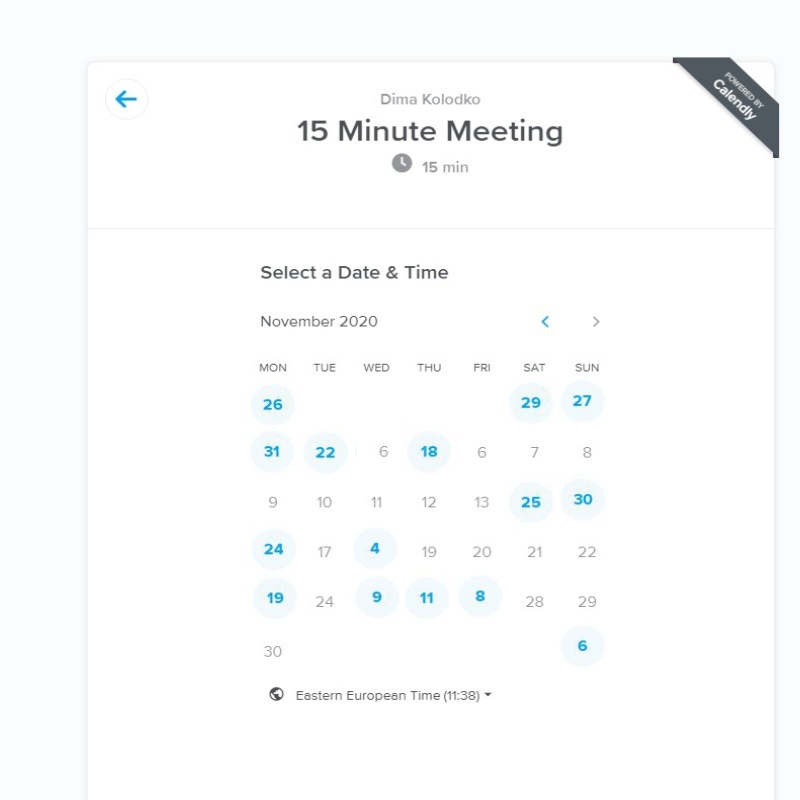 POWERED BY
Calendly
Dima Kolodko
15 Minute Meeting
15 min
Select a Date & Time
November 2020
MON TUE WED THU FRI SAT SUN
26 29 27
31 22 6 18 6 7 8
9 10 11 12 13 25 30
24 17 4 19 20 21 22
19 24 9 11 8 28 29
30 6
Eastern European Time (11:38)